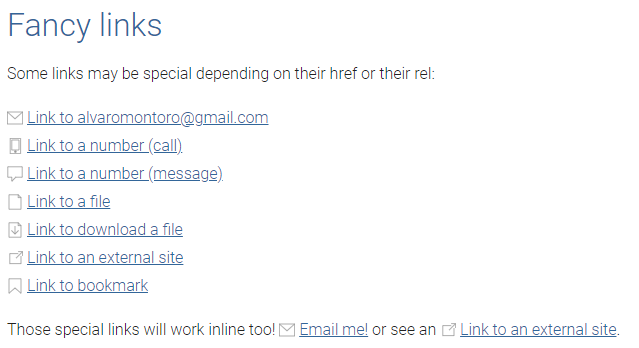 Fancy links
Some links may be special depending on their href or their rel:
Link to alvaromontoro@gmail.com
Link to a number (call)
Link to a number (message)
Link to a file
Link to download a file
Link to an external site
Link to bookmark
Those special links will work inline too! Email me! or see an Link to an external site.